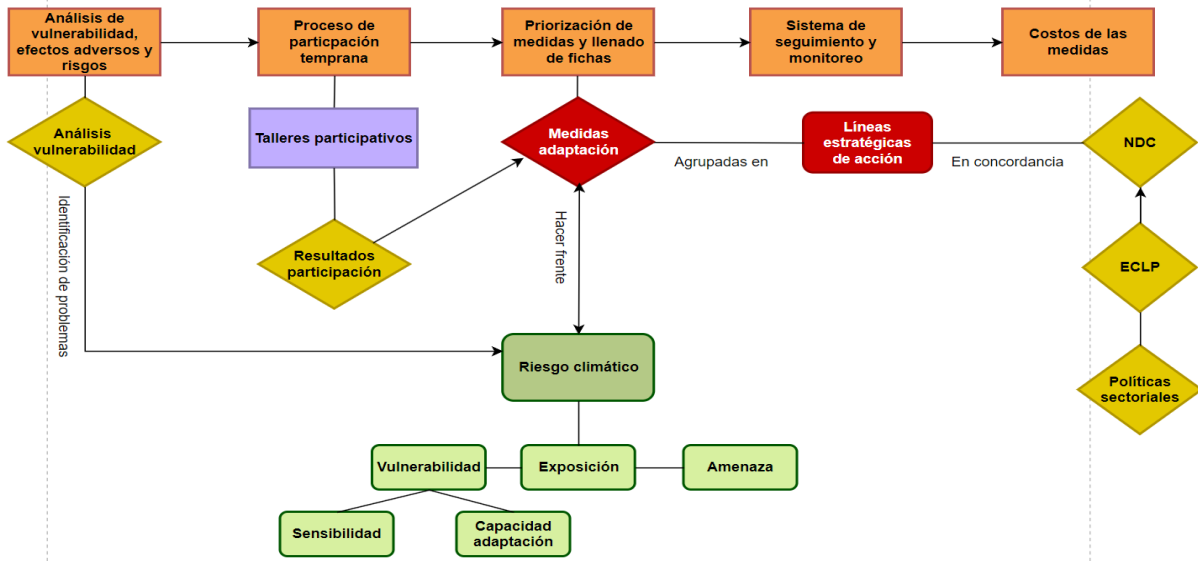 Análisis de
vulnerabilidad,
efectos adversos y
risgos
Proceso de
particpación
temprana
Priorización de
medidas y llenado
de fichas
Sistema de
seguimiento y
monitoreo
Costos de las
medidas
Análisis
vulnerabilidad
Talleres participativos
Medidas
adaptación
Agrupadas en
Líneas
estratégicas
de acción
En concordancia
NDC
Identificación de problemas
Resultados
participación
Hacer frente
ECLP
Riesgo climático
Políticas
sectoriales
Vulnerabilidad
Exposición
Amenaza
Sensibilidad
Capacidad
adaptación